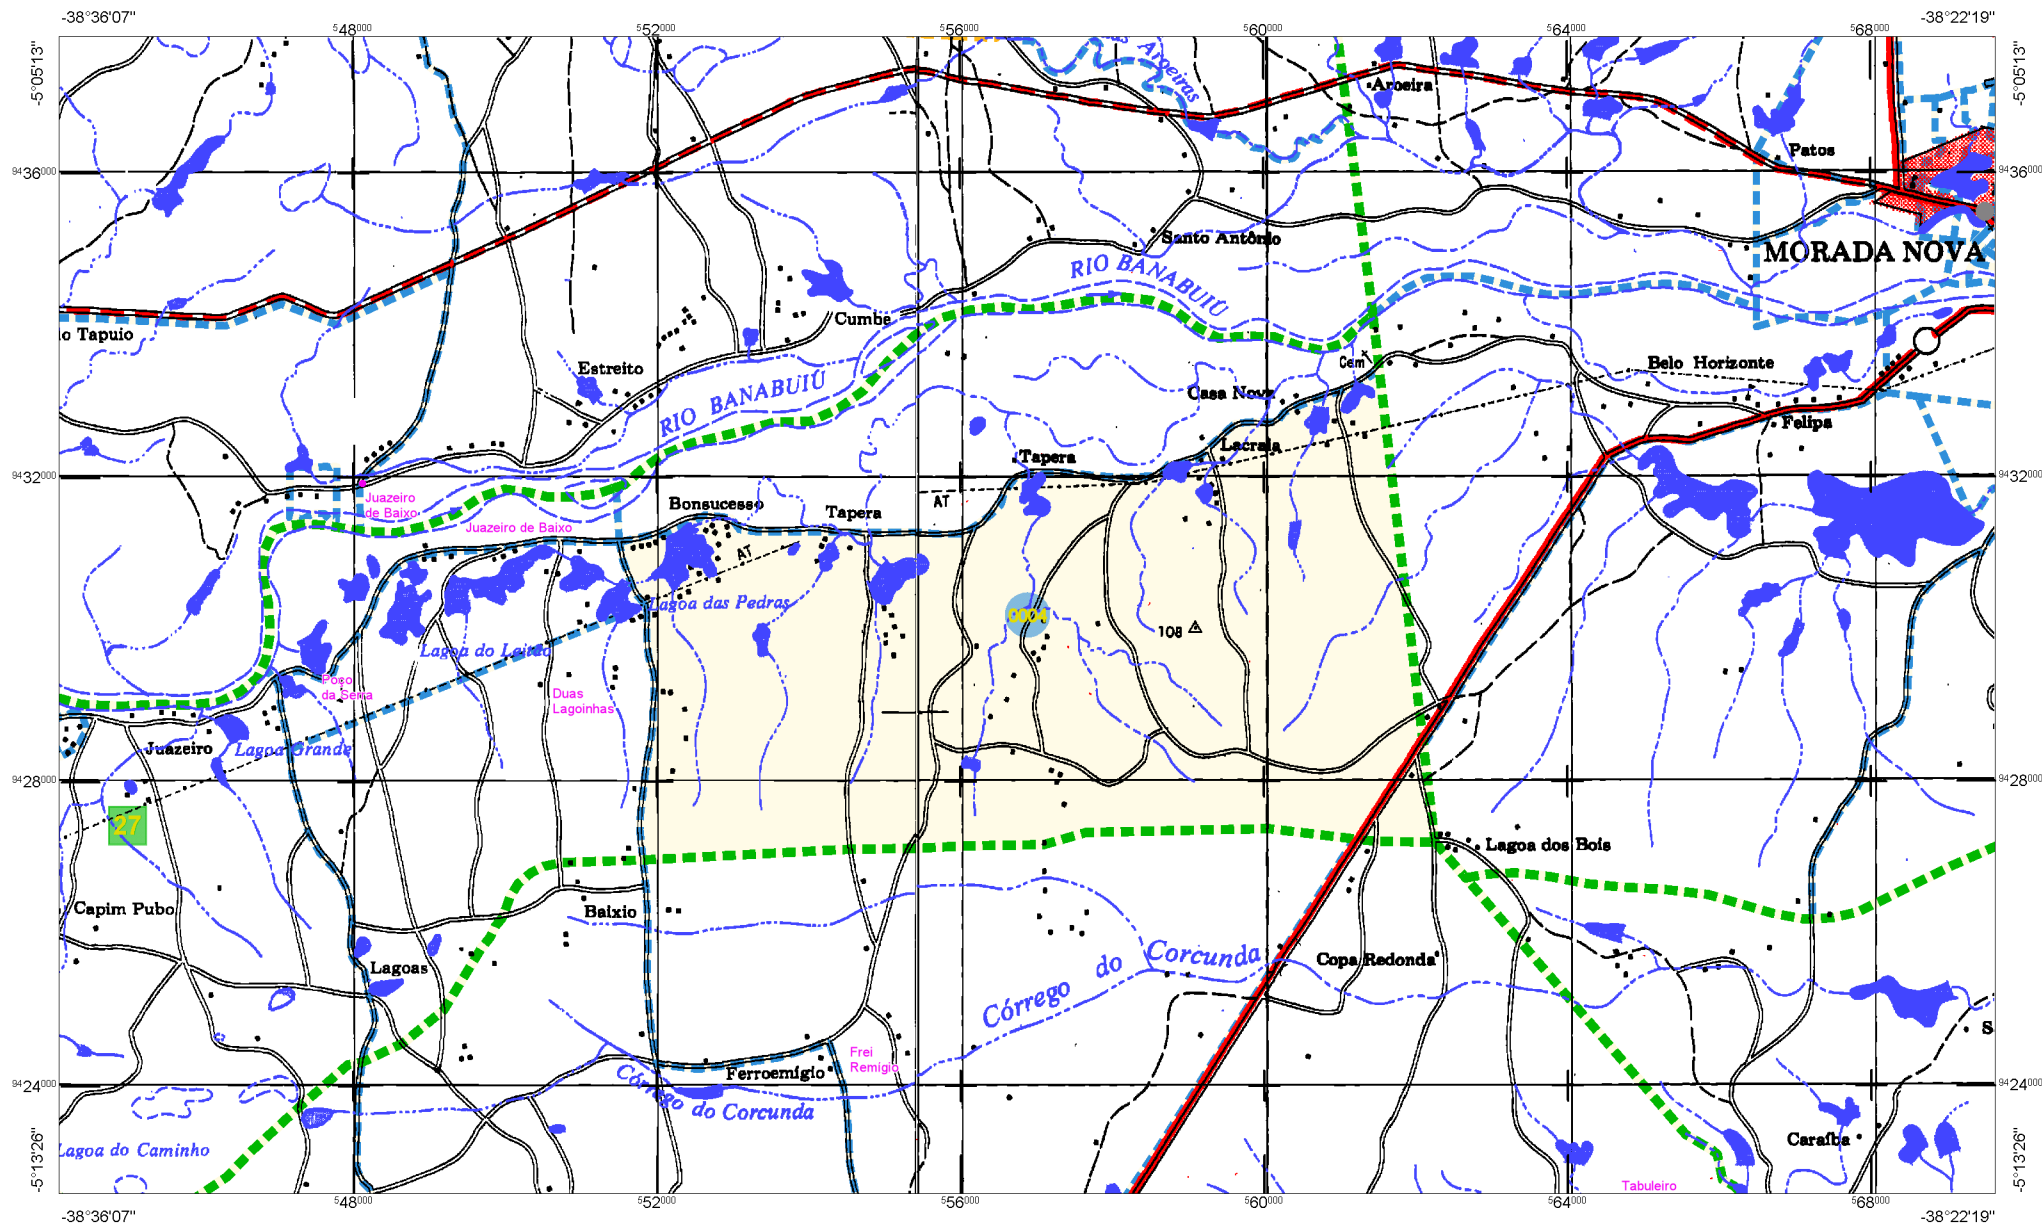 -38°36'07"
548000
552000
556000
560000
564000
568000
-38°22'19"
-5°05'13"
-5°05'13"
Aroeiras
Aroeira
Patos
9436000
9436000
Santo Antônio
MORADA NOVA
RIO BANABUIÚ
o Tapuio
Cumbe
Estreito
Cem
Belo Horizonte
RIO BANABUIÚ
Casa Nova
Felipa
Lacraia
Tapera
9432000
9432000
Juazeiro
de Baixo
Juazeiro de Baixo
Bonsucesso
Tapera
AT
AT
Lagoa das Pedras
0004
108
Lagoa do Laitão
Poço
da Serra
Duas
Lagoinhas
Juazeiro
Lagoa Grande
9428000
9428000
27
Lagoa dos Bois
Capim Pubo
Baixio
Lagoas
Córrego do Corcunda
Copa Redonda
S
Frei
Remigio
Ferroemígio
9424000
9424000
Córrego do Corcunda
Lagoa do Caminho
Caraíba
Tabuleiro
-5°13'26"
-5°13'26"
-38°36'07"
548000
552000
556000
560000
564000
568000
-38°22'19"